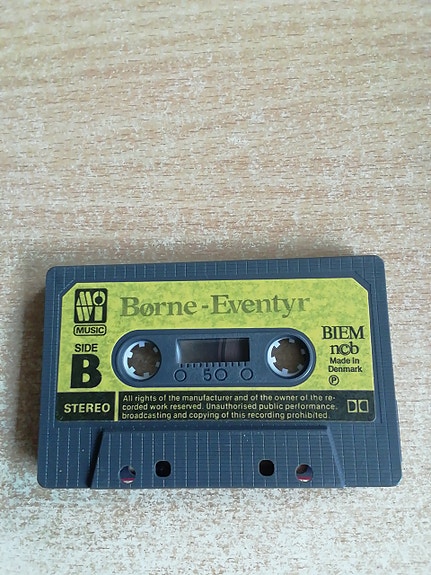 MOVI
MUSIC
Børne-Eventyr
SIDE
B
BIEM
ncb
Made in
Denmark
℗
50
STEREO
All rights of the manufacturer and of the owner of the re-
corded work reserved. Unauthorised public performance,
broadcasting and copying of this recording prohibited.